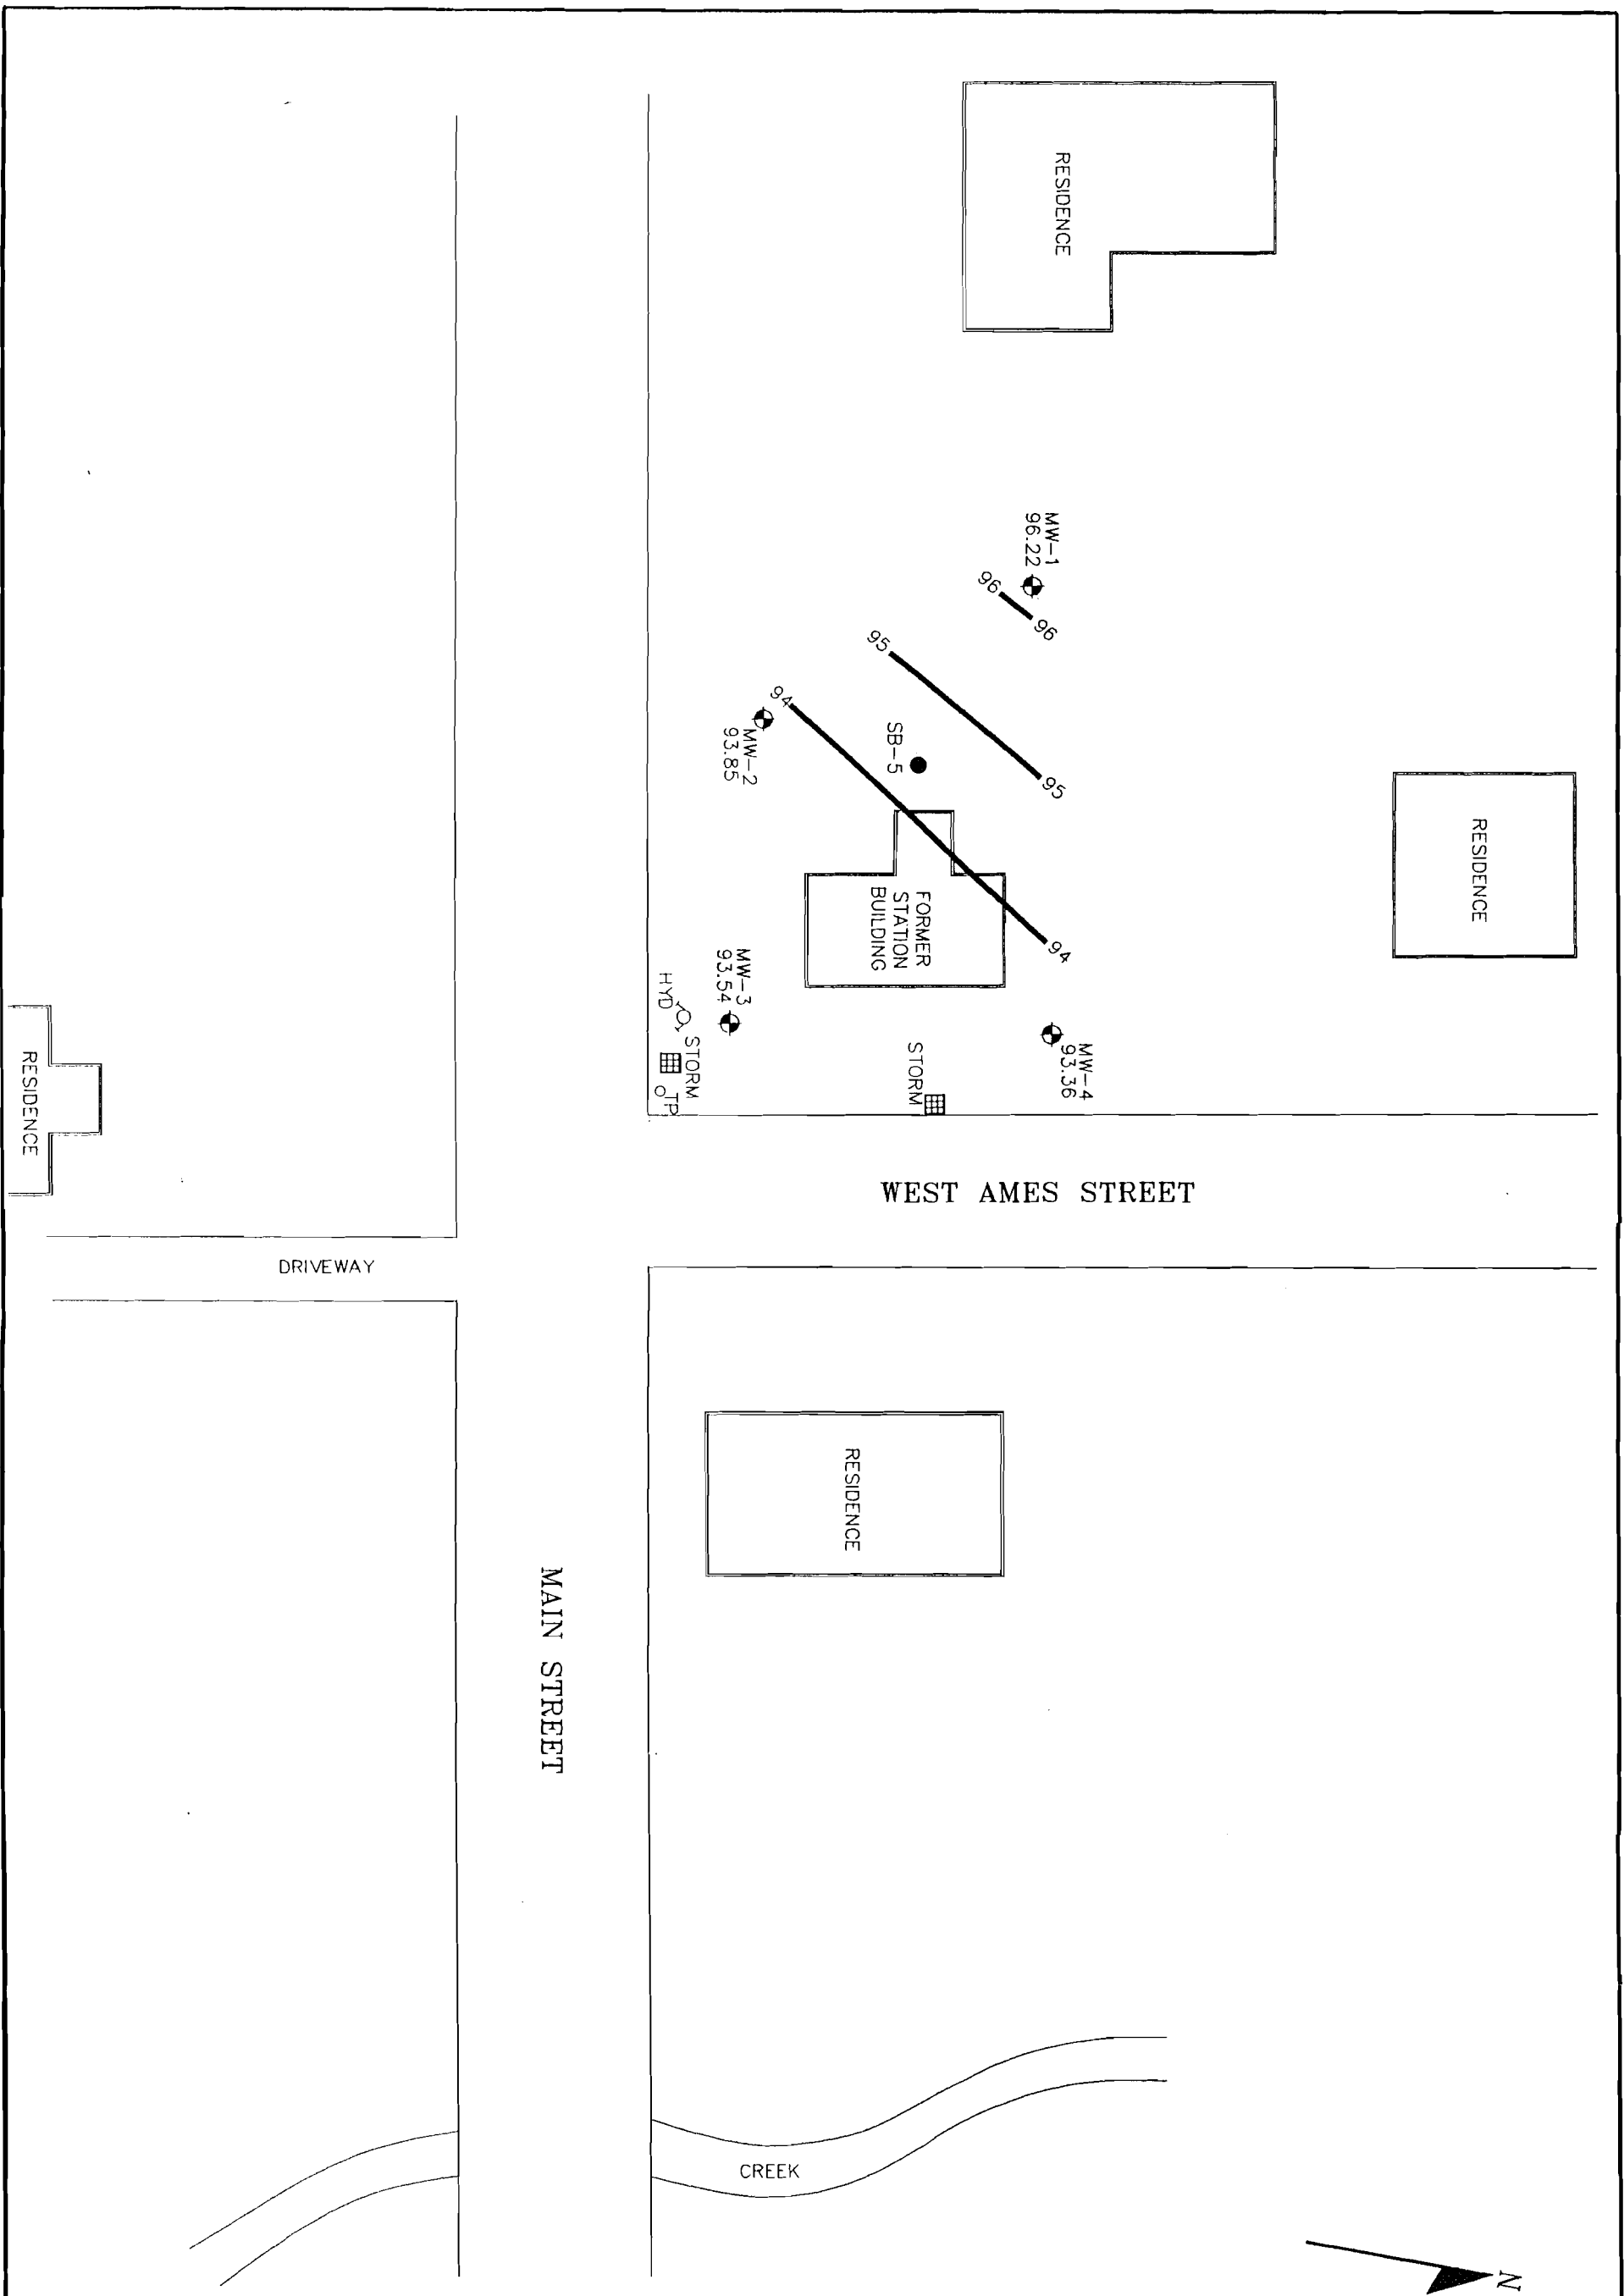 RESIDENCE
MW-1
96.22
96
96
95
95
94
94
SB-5
MW-2
93.85
RESIDENCE
FORMER
STATION
BUILDING
MW-3
93.54
HYD
STORM
TP
STORM
MW-4
93.36
RESIDENCE
WEST AMES STREET
DRIVEWAY
RESIDENCE
MAIN STREET
CREEK
N